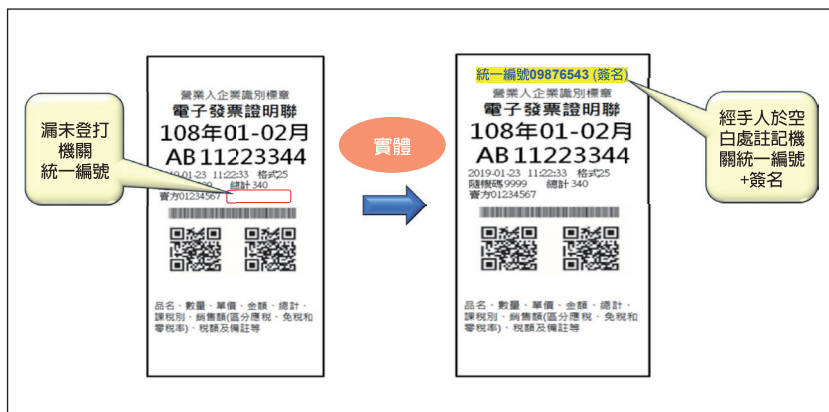 漏未登打
機關
統一編號
營業人企業識別標章
電子發票證明聯
108年01-02月
AB 11223344
2019-01-23 11:22:33 格式25
9999 總計 340
賣方01234567
品名、數量、單價、金額、總計、
課稅別、銷售額(區分應稅、免稅和
零稅率)、稅額及備註等
實體
統一編號09876543 (簽名)
營業人企業識別標章
電子發票證明聯
108年01-02月
AB 11223344
2019-01-23 11:22:33 格式25
隨機碼 9999 總計 340
賣方01234567
品名、數量、單價、金額、總計、
課稅別、銷售額(區分應稅、免稅和
零稅率)、稅額及備註等
經手人於空
白處註記機
關統一編號
+簽名